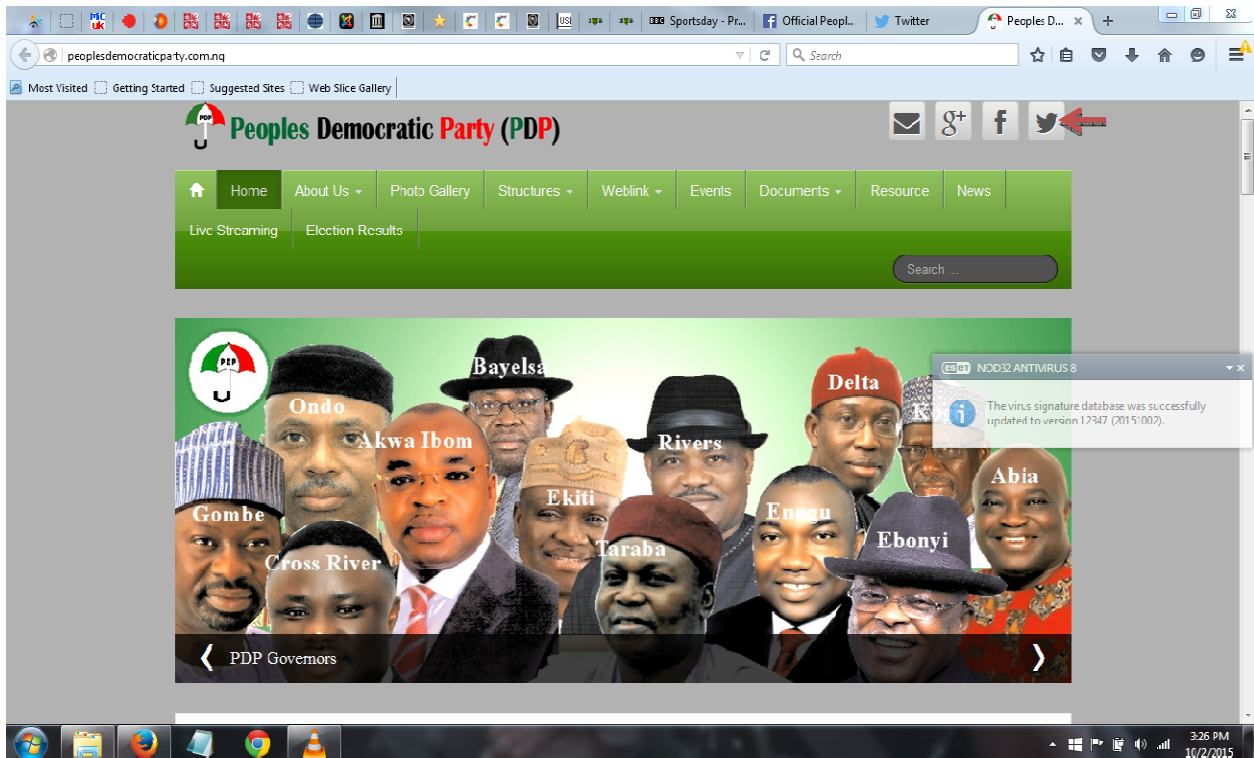 Sportsday - Pr...
Official Peopl...
Twitter
Peoples D...
peoplesdemocraticparty.com.ng
Search
Most Visited
Getting Started
Suggested Sites
Web Slice Gallery
PDP
Peoples Democratic Party (PDP)
g+
f
Home
About Us
Photo Gallery
Structures
Weblink
Events
Documents
Resource
News
Live Streaming
Election Results
Search ...
PDP
Ondo
Bayelsa
Delta
eset NOD32 ANTIVIRUS 8
The virus signature database was successfully
updated to version 12347 (20151002).
Akwa Ibom
Rivers
Gombe
Ekiti
Enugu
Abia
Cross River
Taraba
Ebonyi
PDP Governors
3:26 PM
10/2/2015